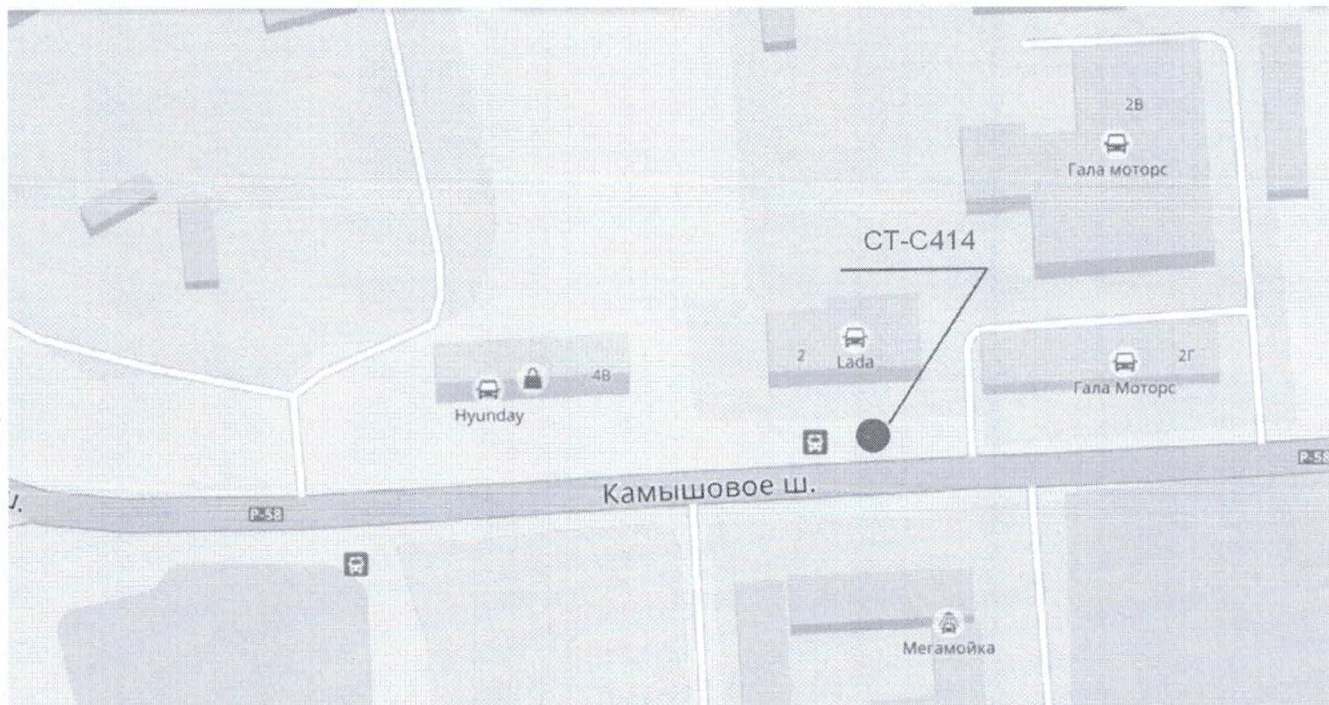 2В
Гала моторс
СТ-С414
2
Lada
2Г
Гала Моторс
4В
Hyunday
Камышовое ш.
Р-58
Р-58
Мегамойка